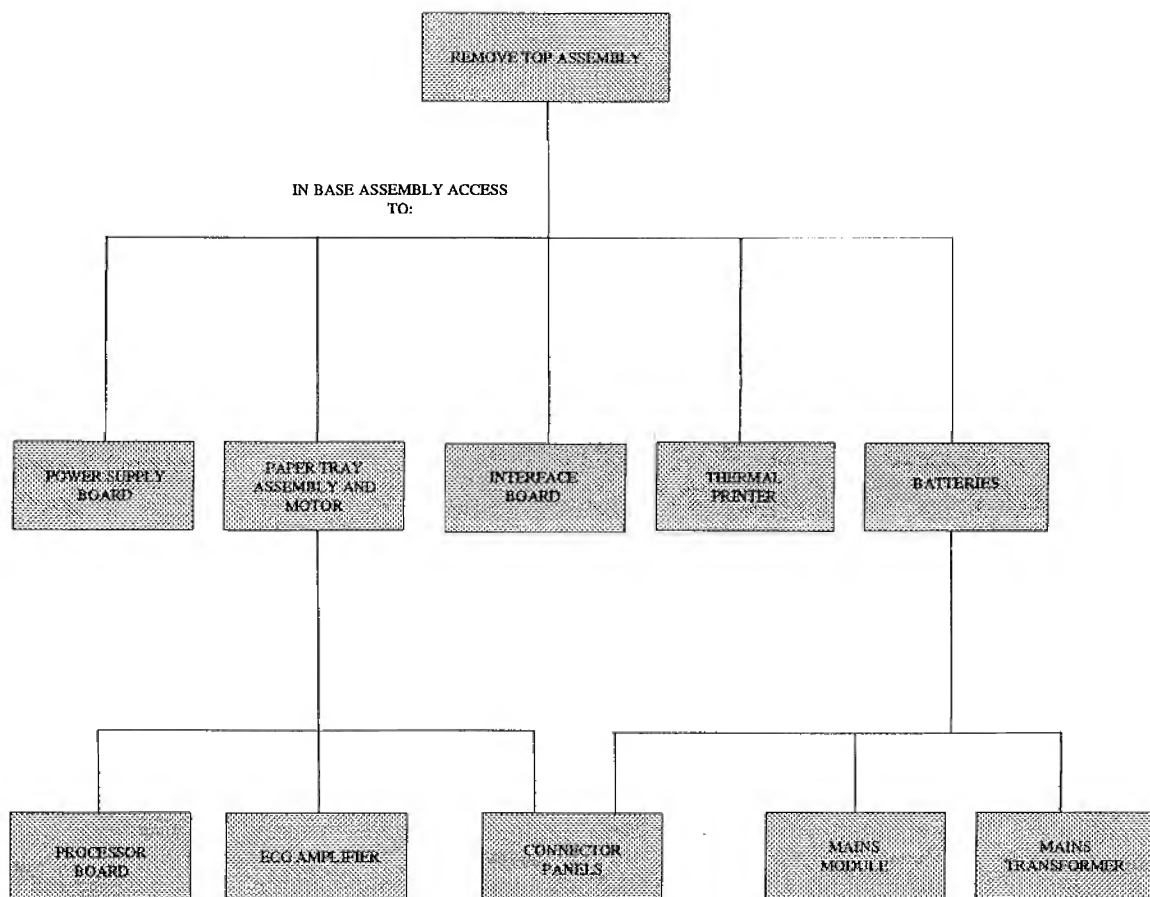 REMOVE TOP ASSEMBLY
IN BASE ASSEMBLY ACCESS
TO:
POWER SUPPLY
BOARD
PAPER TRAY
ASSEMBLY AND
MOTOR
INTERFACE
BOARD
THERMAL
PRINTER
BATTERIES
PROCESSOR
BOARD
ECG AMPLIFIER
CONNECTOR
PANELS
MAINS
MODULE
MAINS
TRANSFORMER